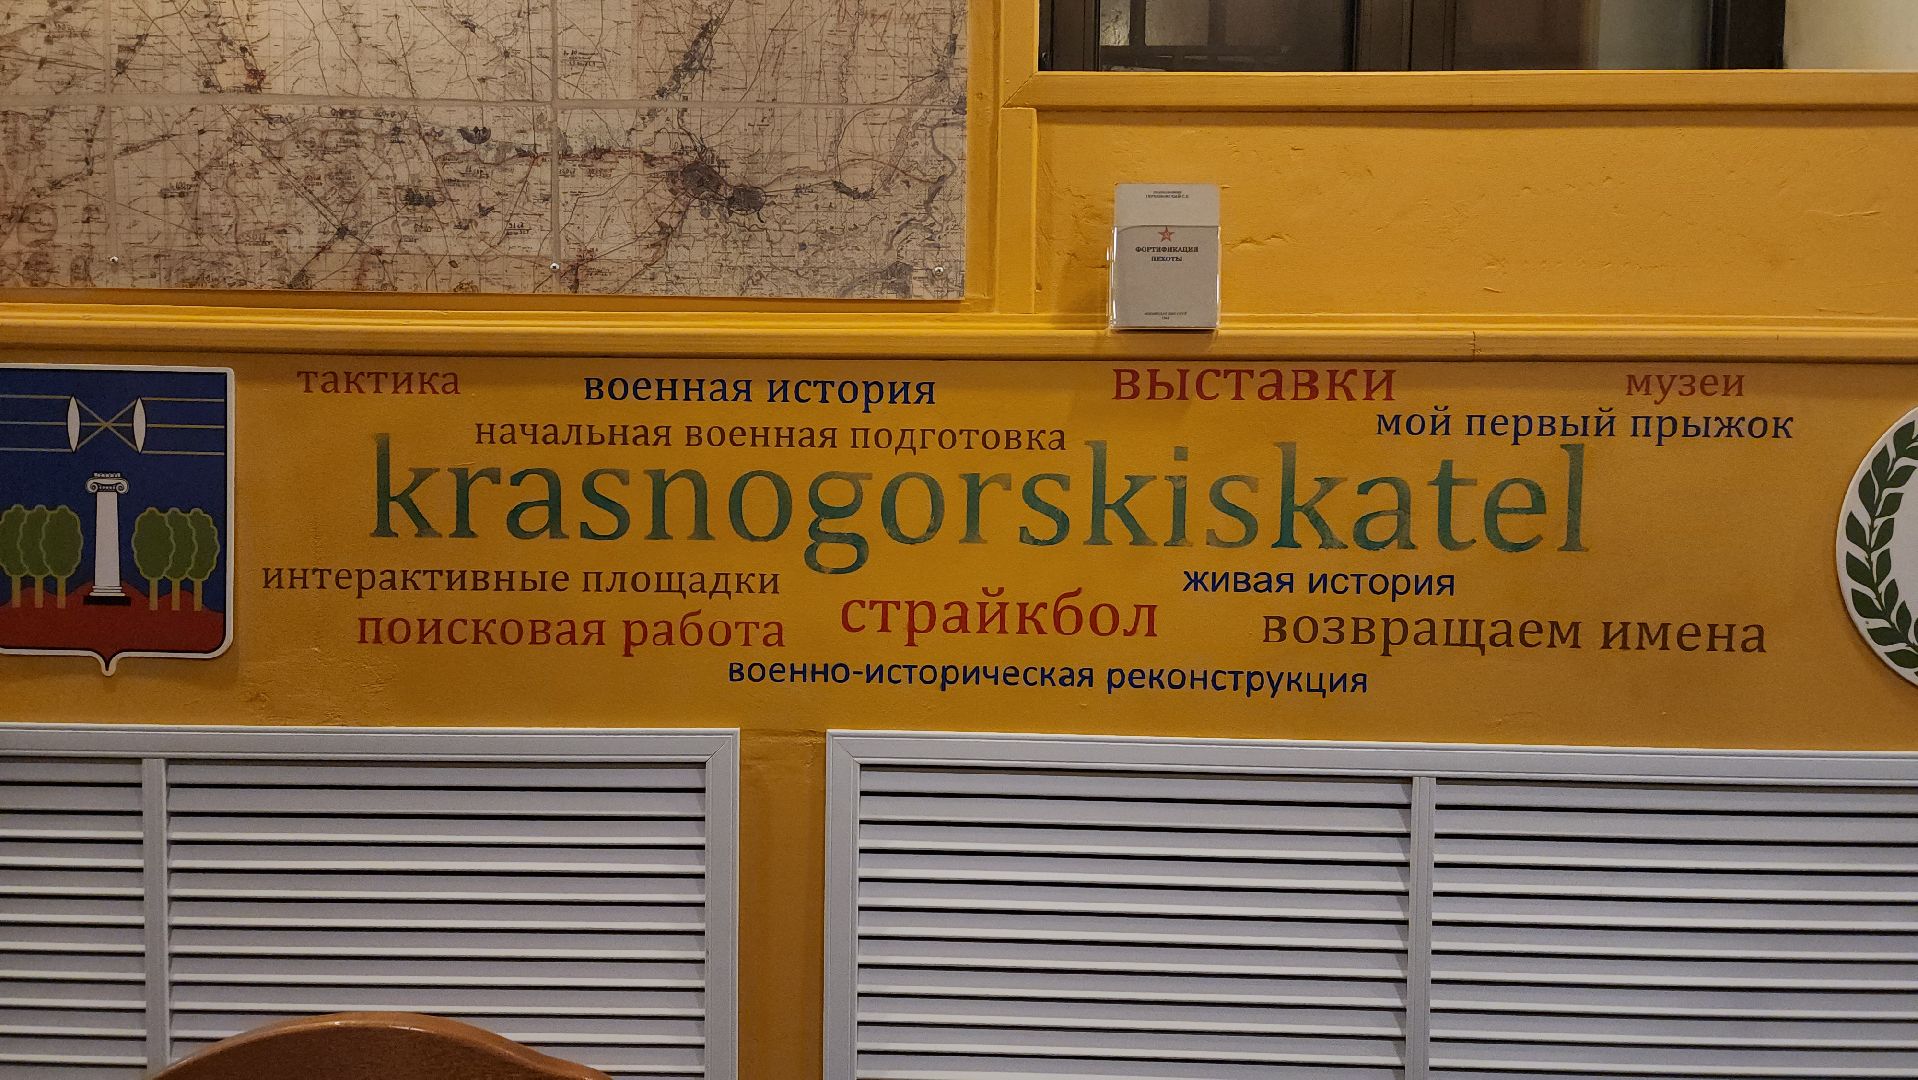 ФОРТИФИКАЦИЯ
ПЕХОТЫ
тактика
военная история
выставки
музеи
начальная военная подготовка
мой первый прыжок
krasnogorskiskatel
интерактивные площадки
живая история
поисковая работа
страйкбол
возвращаем имена
военно-историческая реконструкция